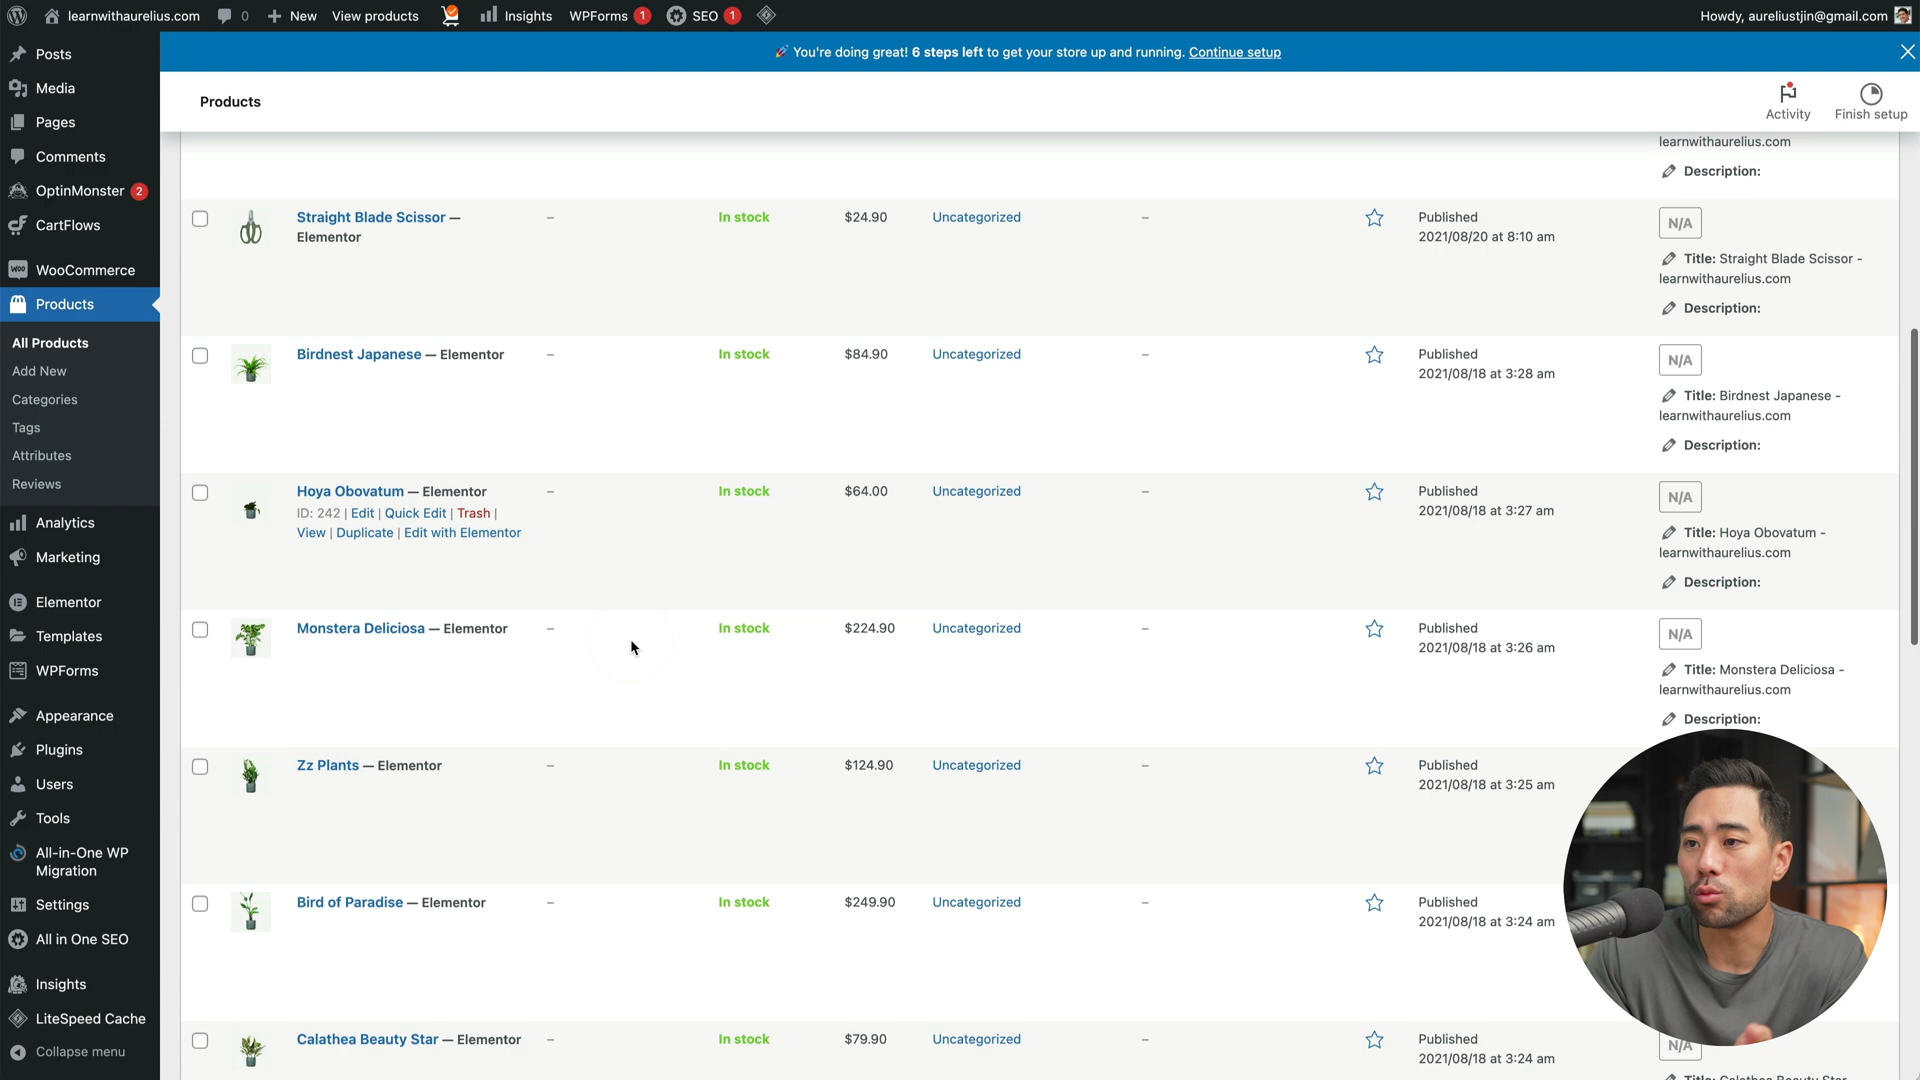 learnwithaurelius.com 0 New View products Insights WPForms 1 SEO 1 Howdy, aureliustjin@gmail.com
🚀 You're doing great! 6 steps left to get your store up and running. Continue setup
Posts
Media
Pages
Comments
OptinMonster 2
CartFlows
WooCommerce
Products
All Products
Add New
Categories
Tags
Attributes
Reviews
Analytics
Marketing
Elementor
Templates
WPForms
Appearance
Plugins
Users
Tools
All-in-One WP
Migration
Settings
All in One SEO
Insights
LiteSpeed Cache
Collapse menu
Products
Activity
Finish setup
learnwithaurelius.com
Description:
Straight Blade Scissor — – In stock $24.90 Uncategorized – Published N/A
Elementor 2021/08/20 at 8:10 am
Title: Straight Blade Scissor -
learnwithaurelius.com
Description:
Birdnest Japanese — Elementor – In stock $84.90 Uncategorized – Published N/A
2021/08/18 at 3:28 am
Title: Birdnest Japanese -
learnwithaurelius.com
Description:
Hoya Obovatum — Elementor – In stock $64.00 Uncategorized – Published N/A
ID: 242 | Edit | Quick Edit | Trash | 2021/08/18 at 3:27 am
View | Duplicate | Edit with Elementor Title: Hoya Obovatum -
learnwithaurelius.com
Description:
Monstera Deliciosa — Elementor – In stock $224.90 Uncategorized – Published N/A
2021/08/18 at 3:26 am
Title: Monstera Deliciosa -
learnwithaurelius.com
Description:
Zz Plants — Elementor – In stock $124.90 Uncategorized – Published
2021/08/18 at 3:25 am
Bird of Paradise — Elementor – In stock $249.90 Uncategorized – Published
2021/08/18 at 3:24 am
Calathea Beauty Star — Elementor – In stock $79.90 Uncategorized – Published N/A
2021/08/18 at 3:24 am